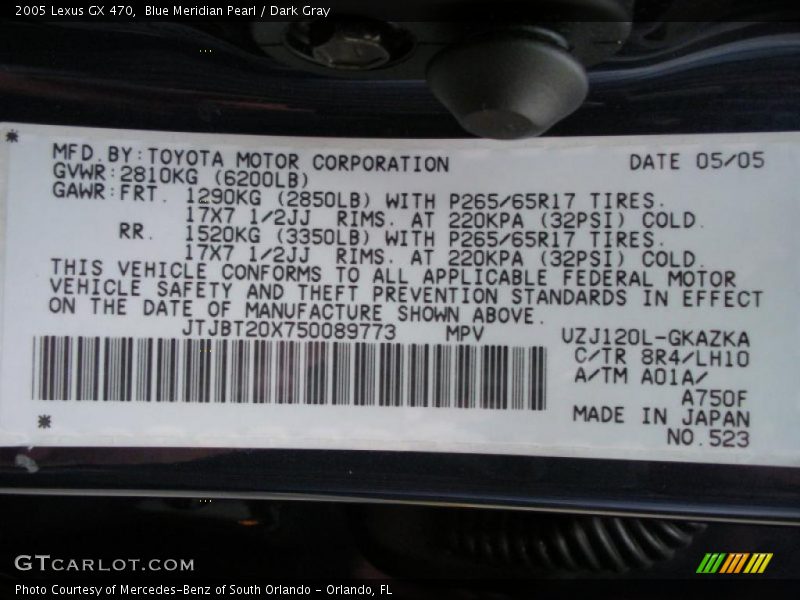 2005 Lexus GX 470, Blue Meridian Pearl / Dark Gray
MFD.BY:TOYOTA MOTOR CORPORATION DATE 05/05
GVWR:2810KG (6200LB)
GAWR:FRT. 1290KG (2850LB) WITH P265/65R17 TIRES.
17X7 1/2JJ RIMS. AT 220KPA (32PSI) COLD.
RR. 1520KG (3350LB) WITH P265/65R17 TIRES.
17X7 1/2JJ RIMS. AT 220KPA (32PSI) COLD.
THIS VEHICLE CONFORMS TO ALL APPLICABLE FEDERAL MOTOR
VEHICLE SAFETY AND THEFT PREVENTION STANDARDS IN EFFECT
ON THE DATE OF MANUFACTURE SHOWN ABOVE.
JTJBT20X750089773 MPV UZJ120L-GKAZKA
C/TR 8R4/LH10
A/TM A01A/
A750F
MADE IN JAPAN
NO.523
GTCARLOT.COM
Photo Courtesy of Mercedes-Benz of South Orlando - Orlando, FL